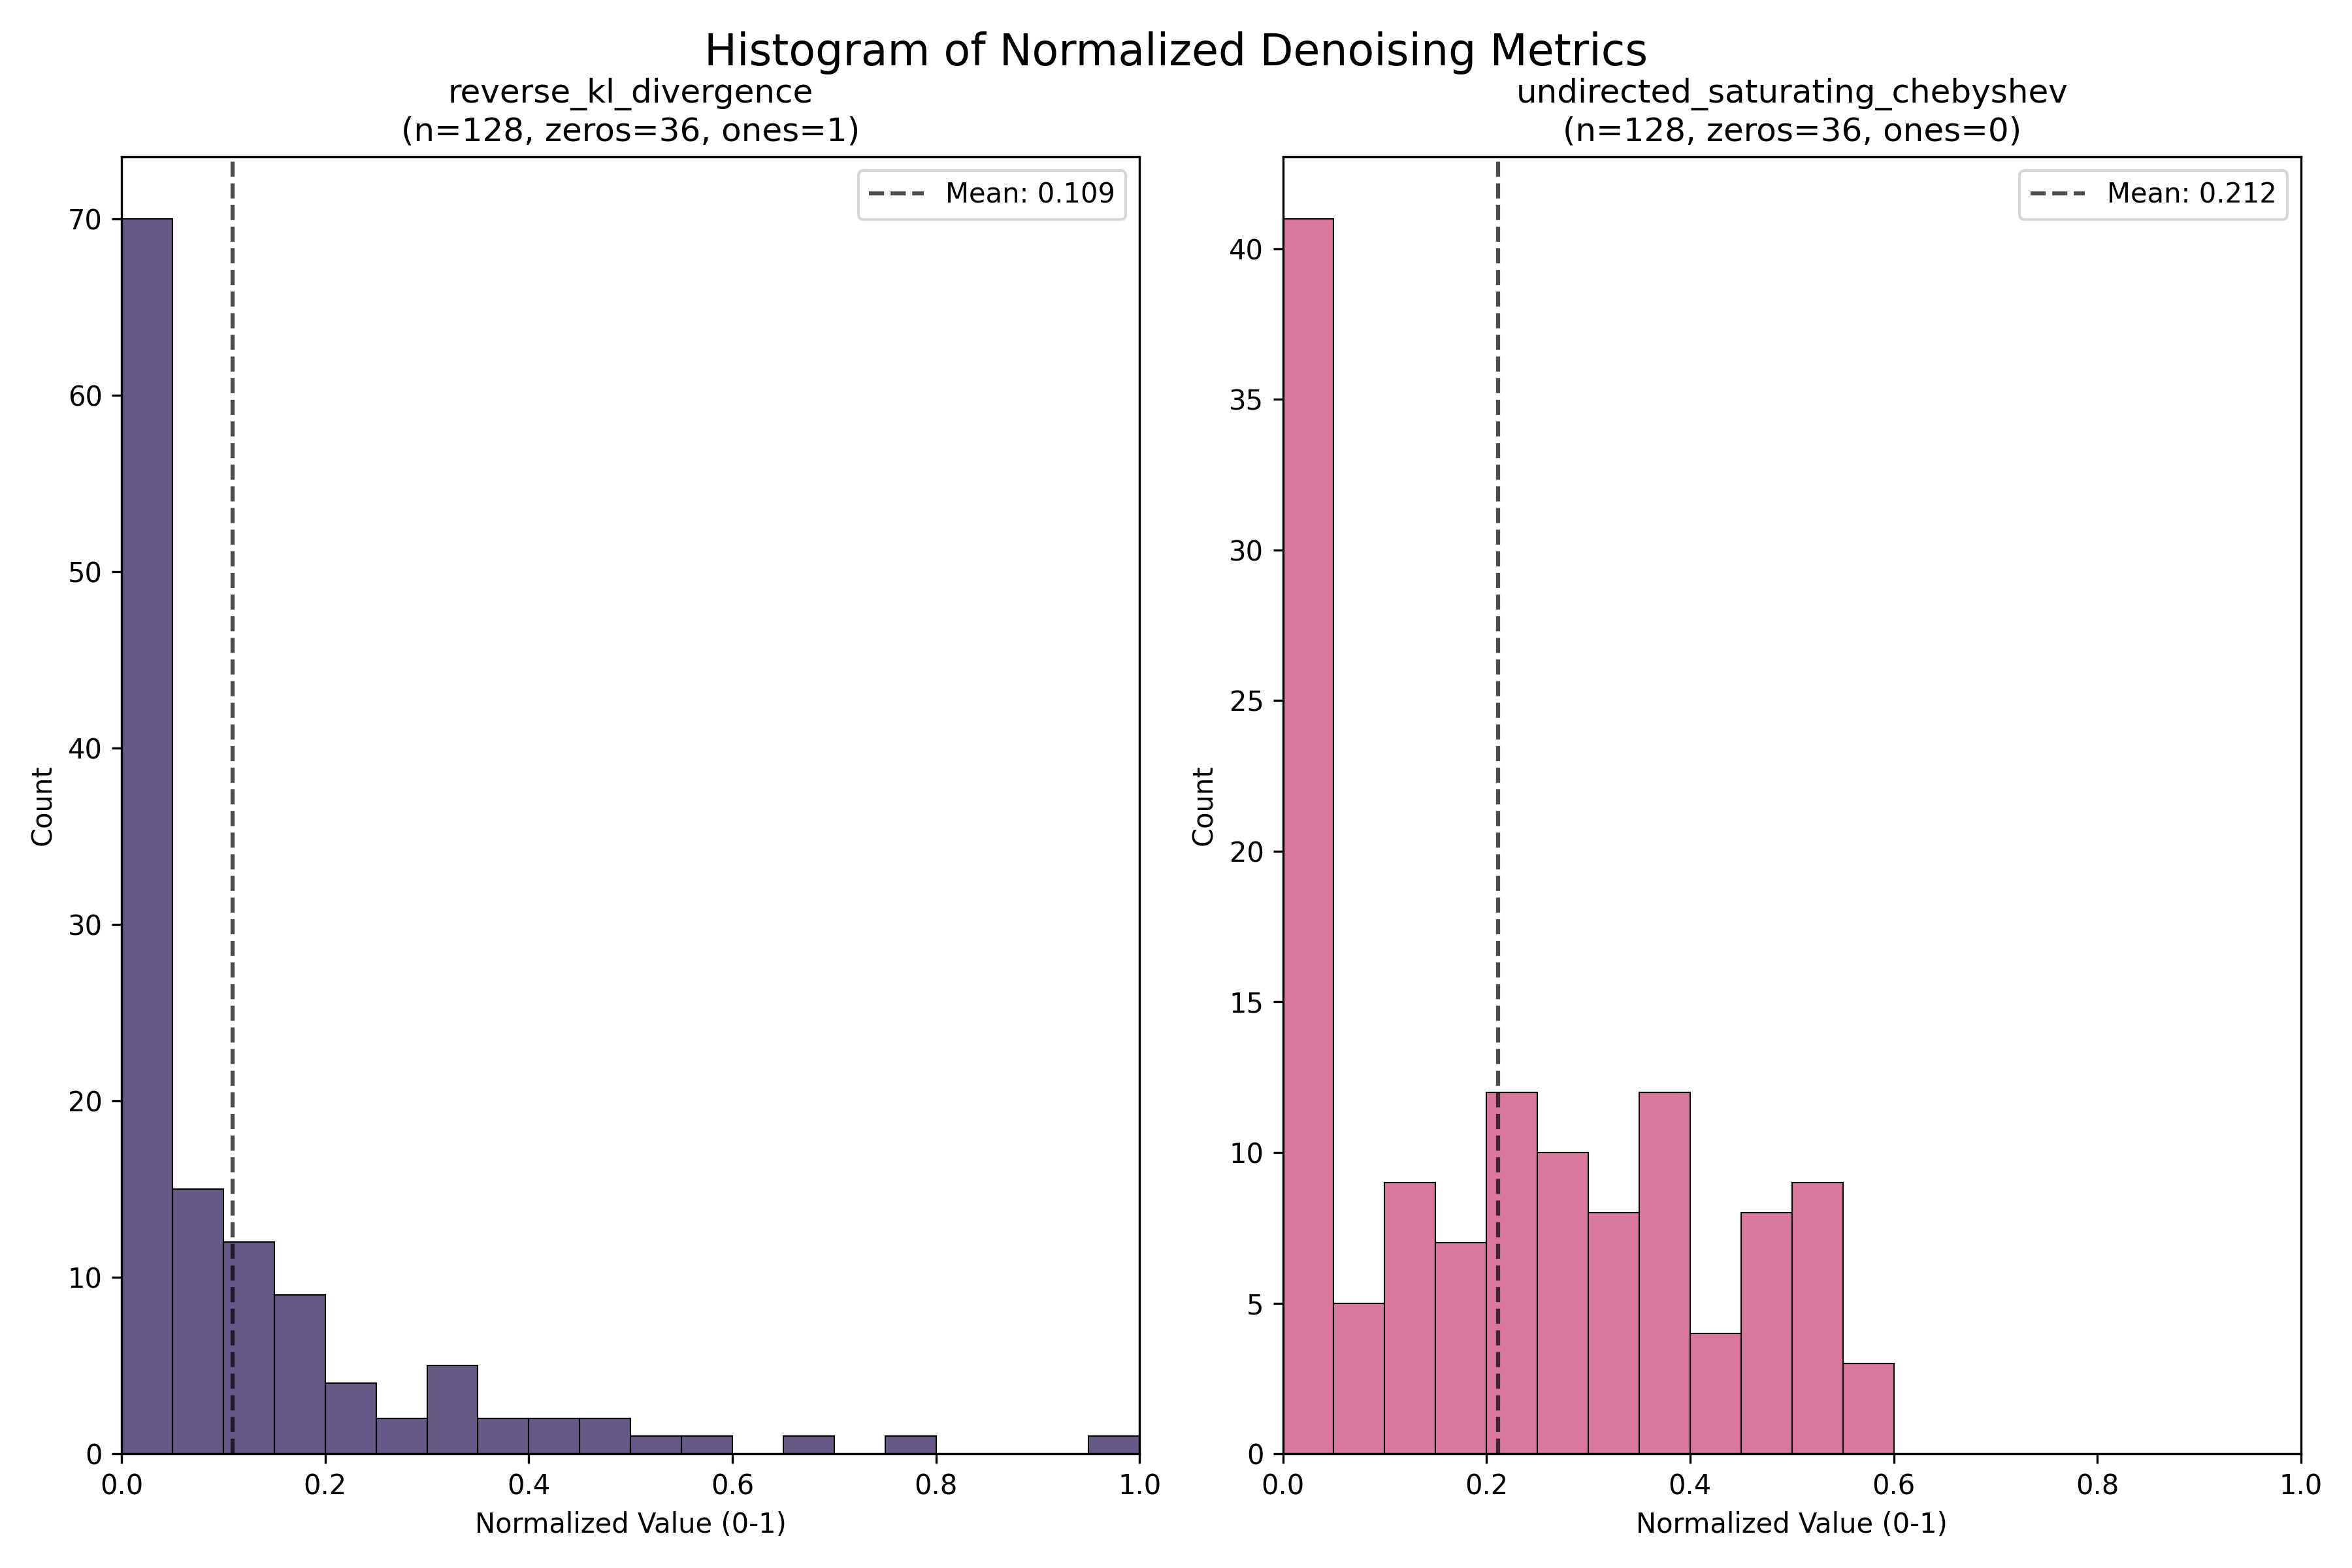 Histogram of Normalized Denoising Metrics
reverse_kl_divergence
(n=128, zeros=36, ones=1)
Mean: 0.109
70
60
50
40
30
20
10
0
Count
0.0 0.2 0.4 0.6 0.8 1.0
Normalized Value (0-1)
undirected_saturating_chebyshev
(n=128, zeros=36, ones=0)
Mean: 0.212
40
35
30
25
20
15
10
5
0
Count
0.0 0.2 0.4 0.6 0.8 1.0
Normalized Value (0-1)